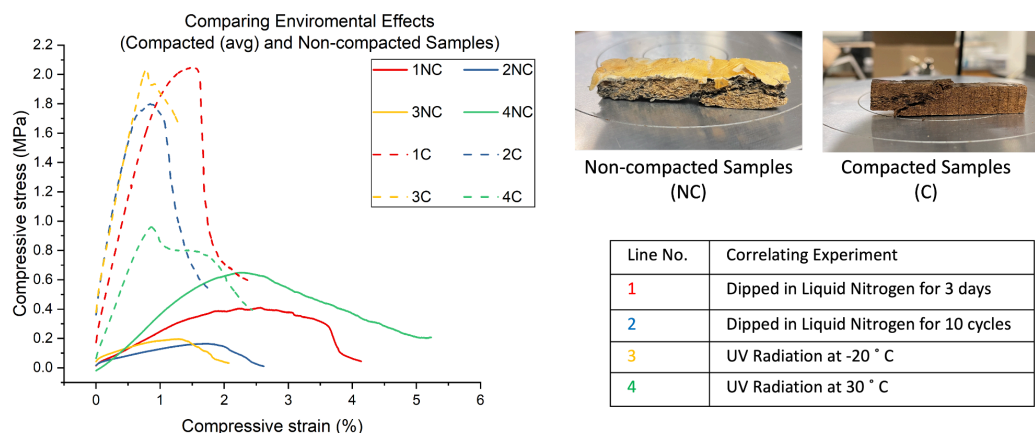 Comparing Enviromental Effects
(Compacted (avg) and Non-compacted Samples)
2.2
2.0
1.8
1.6
1.4
1.2
1.0
0.8
0.6
0.4
0.2
0.0
Compressive stress (MPa)
1NC 2NC
3NC 4NC
1C 2C
3C 4C
0 1 2 3 4 5 6
Compressive strain (%)
Non-compacted Samples
(NC)
Compacted Samples
(C)
Line No. Correlating Experiment
1 Dipped in Liquid Nitrogen for 3 days
2 Dipped in Liquid Nitrogen for 10 cycles
3 UV Radiation at -20 ˚ C
4 UV Radiation at 30 ˚ C